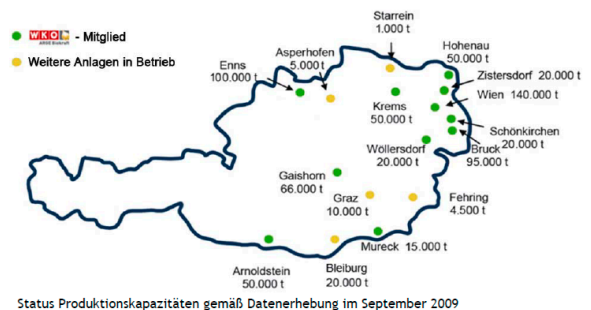 WKO - Mitglied
ARGE Biokraft
Weitere Anlagen in Betrieb
Starrein
1.000 t
Asperhofen
5.000 t
Enns
100.000 t
Hohenau
50.000 t
Zistersdorf 20.000 t
Wien 140.000 t
Krems
50.000 t
Schönkirchen
20.000 t
Wöllersdorf
20.000 t
Bruck
95.000 t
Gaishorn
66.000 t
Graz
10.000 t
Fehring
4.500 t
Mureck 15.000 t
Arnoldstein
50.000 t
Bleiburg
20.000 t
Status Produktionskapazitäten gemäß Datenerhebung im September 2009